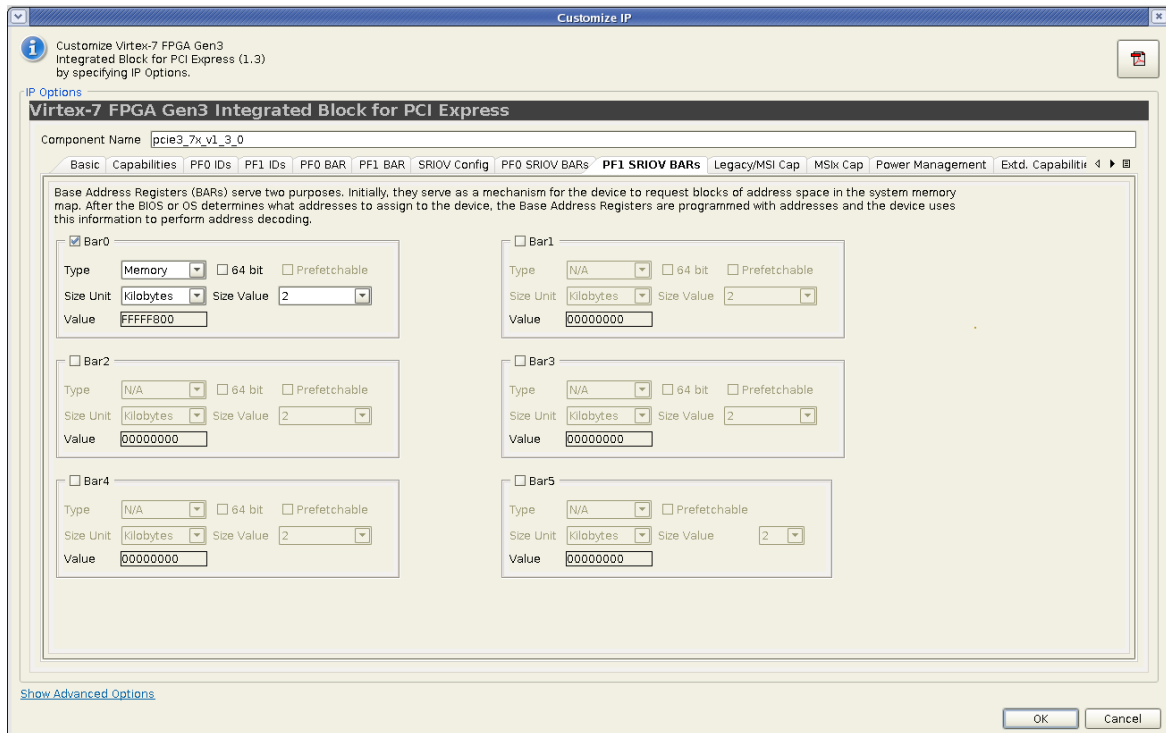 Customize IP
Customize Virtex-7 FPGA Gen3
Integrated Block for PCI Express (1.3)
by specifying IP Options.
IP Options
Virtex-7 FPGA Gen3 Integrated Block for PCI Express
Component Name pcie3_7x_v1_3_0
Basic Capabilities PF0 IDs PF1 IDs PF0 BAR PF1 BAR SRIOV Config PF0 SRIOV BARs PF1 SRIOV BARs Legacy/MSI Cap MSIx Cap Power Management Extd. Capabilitie
Base Address Registers (BARs) serve two purposes. Initially, they serve as a mechanism for the device to request blocks of address space in the system memory
map. After the BIOS or OS determines what addresses to assign to the device, the Base Address Registers are programmed with addresses and the device uses
this information to perform address decoding.
Bar0
Type Memory 64 bit Prefetchable
Size Unit Kilobytes Size Value 2
Value FFFFF800
Bar1
Type N/A 64 bit Prefetchable
Size Unit Kilobytes Size Value 2
Value 00000000
Bar2
Type N/A 64 bit Prefetchable
Size Unit Kilobytes Size Value 2
Value 00000000
Bar3
Type N/A 64 bit Prefetchable
Size Unit Kilobytes Size Value 2
Value 00000000
Bar4
Type N/A 64 bit Prefetchable
Size Unit Kilobytes Size Value 2
Value 00000000
Bar5
Type N/A Prefetchable
Size Unit Kilobytes Size Value 2
Value 00000000
Show Advanced Options
OK Cancel